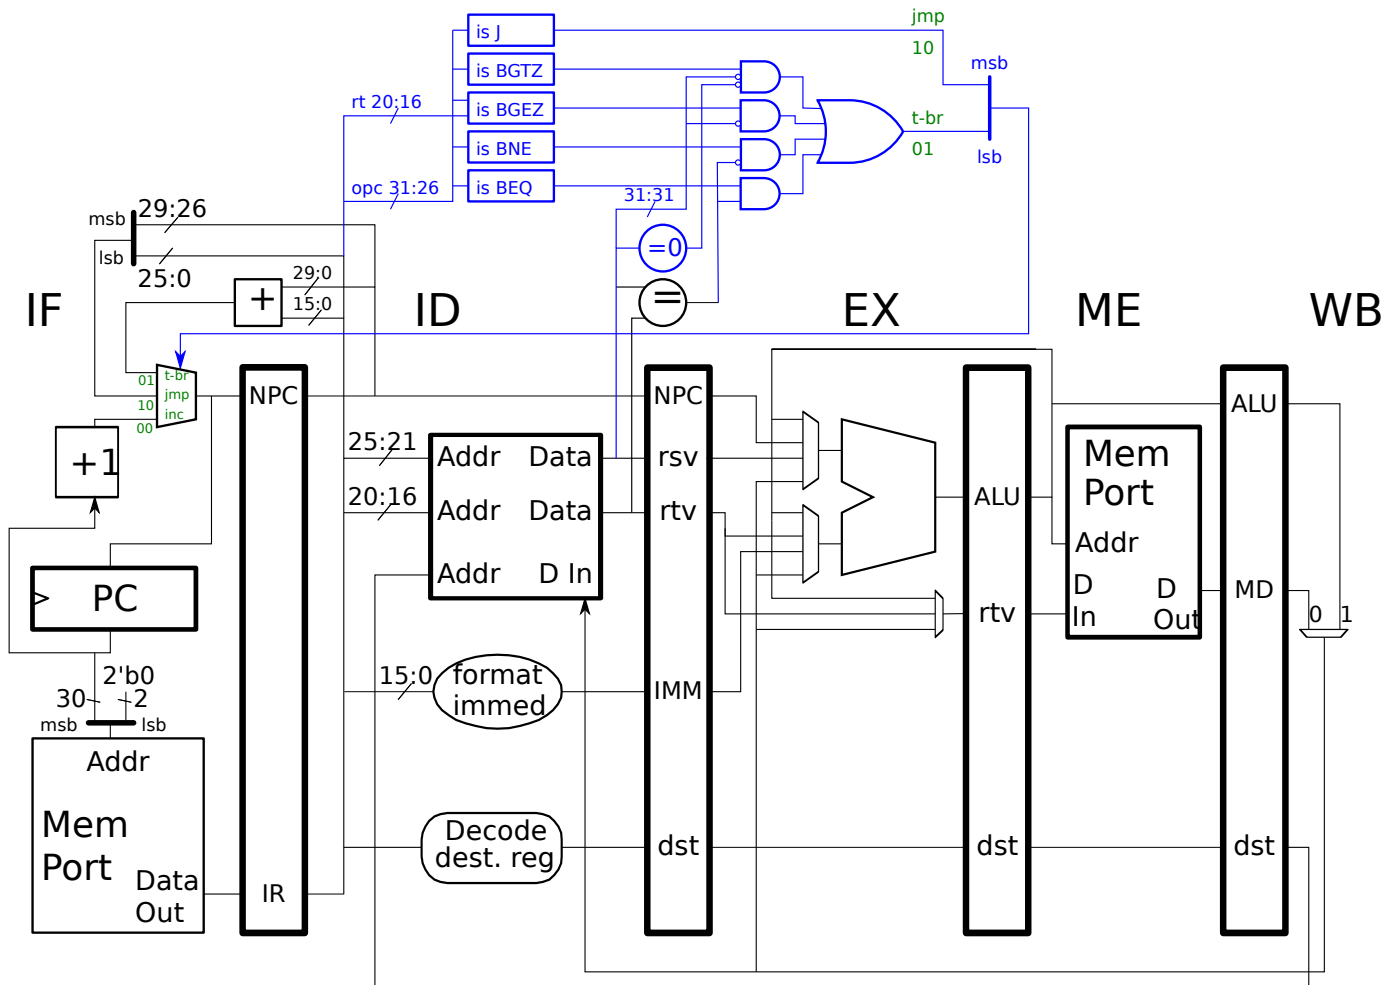 is J
jmp
10
is BGTZ
msb
rt 20:16
is BGEZ
t-br
01
is BNE
lsb
opc 31:26
is BEQ
31:31
msb
29:26
lsb
25:0
=0
29:0
15:0
+
=
IF
ID
EX
ME
WB
01
t-br
10
jmp
00
inc
NPC
NPC
ALU
+1
25:21
Addr
Data
rsv
Mem
Port
20:16
Addr
Data
rtv
ALU
Addr
Addr
D In
PC
D
In
D
Out
MD
rtv
0
1
2'b0
30
2
msb
lsb
15:0
format
immed
IMM
Addr
Mem
Port
Data
Out
IR
Decode
dest. reg
dst
dst
dst